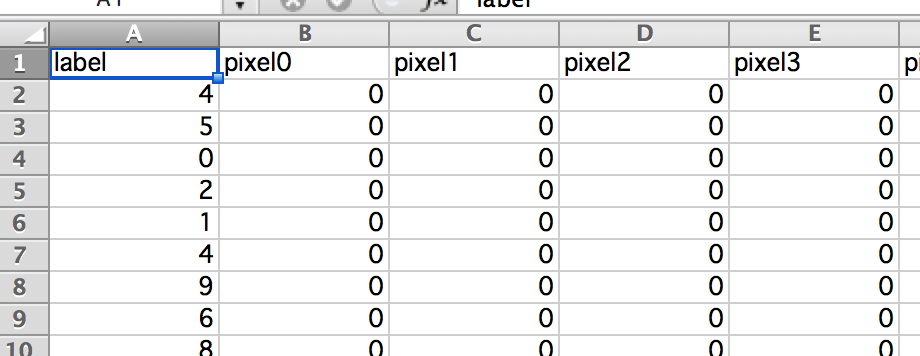 A1 fx label
A B C D E
1 label pixel0 pixel1 pixel2 pixel3
2 4 0 0 0 0
3 5 0 0 0 0
4 0 0 0 0 0
5 2 0 0 0 0
6 1 0 0 0 0
7 4 0 0 0 0
8 9 0 0 0 0
9 6 0 0 0 0
10 8 0 0 0 0